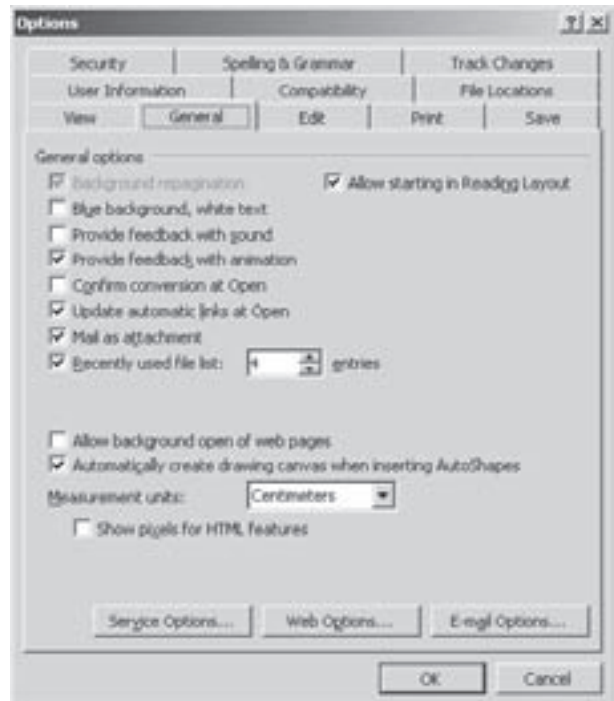 Options
Security Spelling & Grammar Track Changes
User Information Compatibility File Locations
View General Edit Print Save
General options
Background repagination Allow starting in Reading Layout
Blue background, white text
Provide feedback with sound
Provide feedback with animation
Confirm conversion at Open
Update automatic links at Open
Mail as attachment
Recently used file list: 4 entries
Allow background open of web pages
Automatically create drawing canvas when inserting AutoShapes
Measurement units: Centimeters
Show pixels for HTML features
Service Options... Web Options... E-mail Options...
OK Cancel